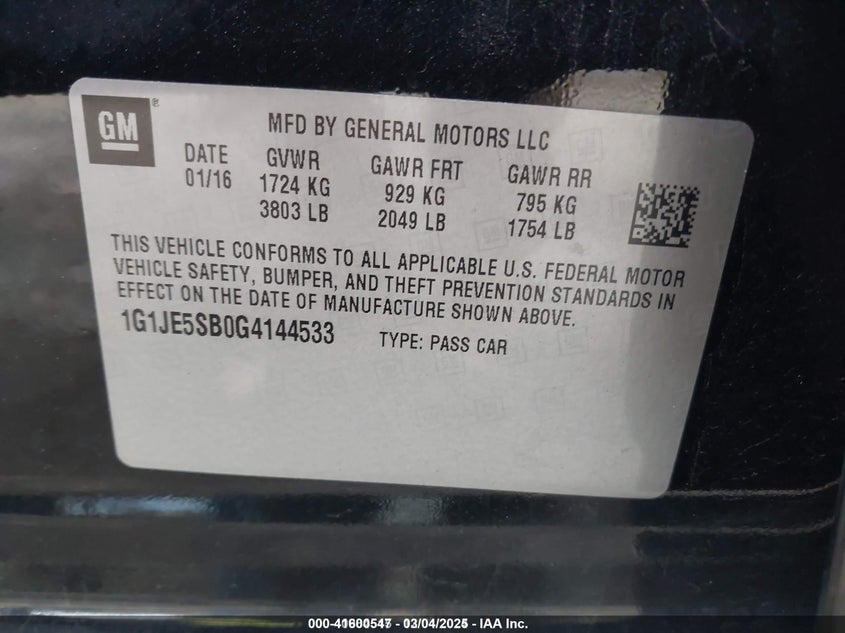 GM ®
MFD BY GENERAL MOTORS LLC
DATE GVWR GAWR FRT GAWR RR
01/16 1724 KG 929 KG 795 KG
3803 LB 2049 LB 1754 LB
THIS VEHICLE CONFORMS TO ALL APPLICABLE U.S. FEDERAL MOTOR
VEHICLE SAFETY, BUMPER, AND THEFT PREVENTION STANDARDS IN
EFFECT ON THE DATE OF MANUFACTURE SHOWN ABOVE.
1G1JE5SB0G4144533 TYPE: PASS CAR
03/04/2025 - IAA Inc.